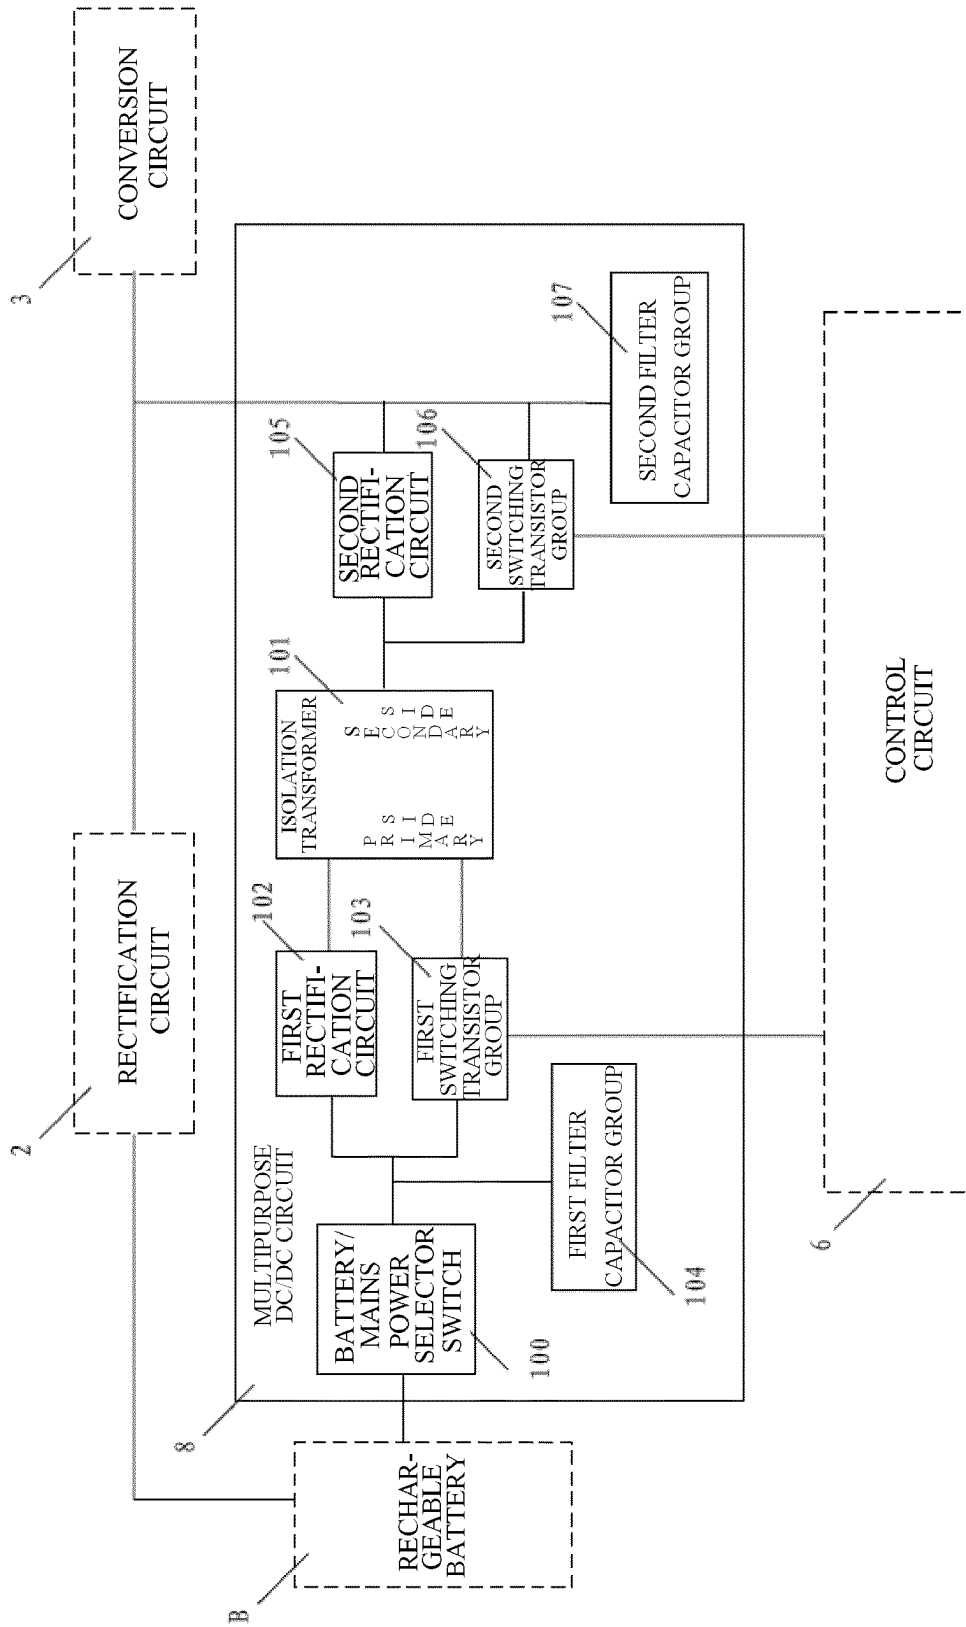 3
CONVERSION
CIRCUIT
2
RECTIFICATION
CIRCUIT
B
RECHAR-
GEABLE
BATTERY
8
MULTIPURPOSE
DC/DC CIRCUIT
BATTERY/
MAINS
POWER
SELECTOR
SWITCH
100
FIRST
RECTIFI-
CATION
CIRCUIT
102
FIRST
SWITCHING
TRANSISTOR
GROUP
103
FIRST FILTER
CAPACITOR GROUP
104
ISOLATION
TRANSFORMER
PRIMARY
SIDE
SECONDARY
SIDE
101
SECOND
RECTIFI-
CATION
CIRCUIT
105
SECOND
SWITCHING
TRANSISTOR
GROUP
106
SECOND FILTER
CAPACITOR GROUP
107
CONTROL
CIRCUIT
6